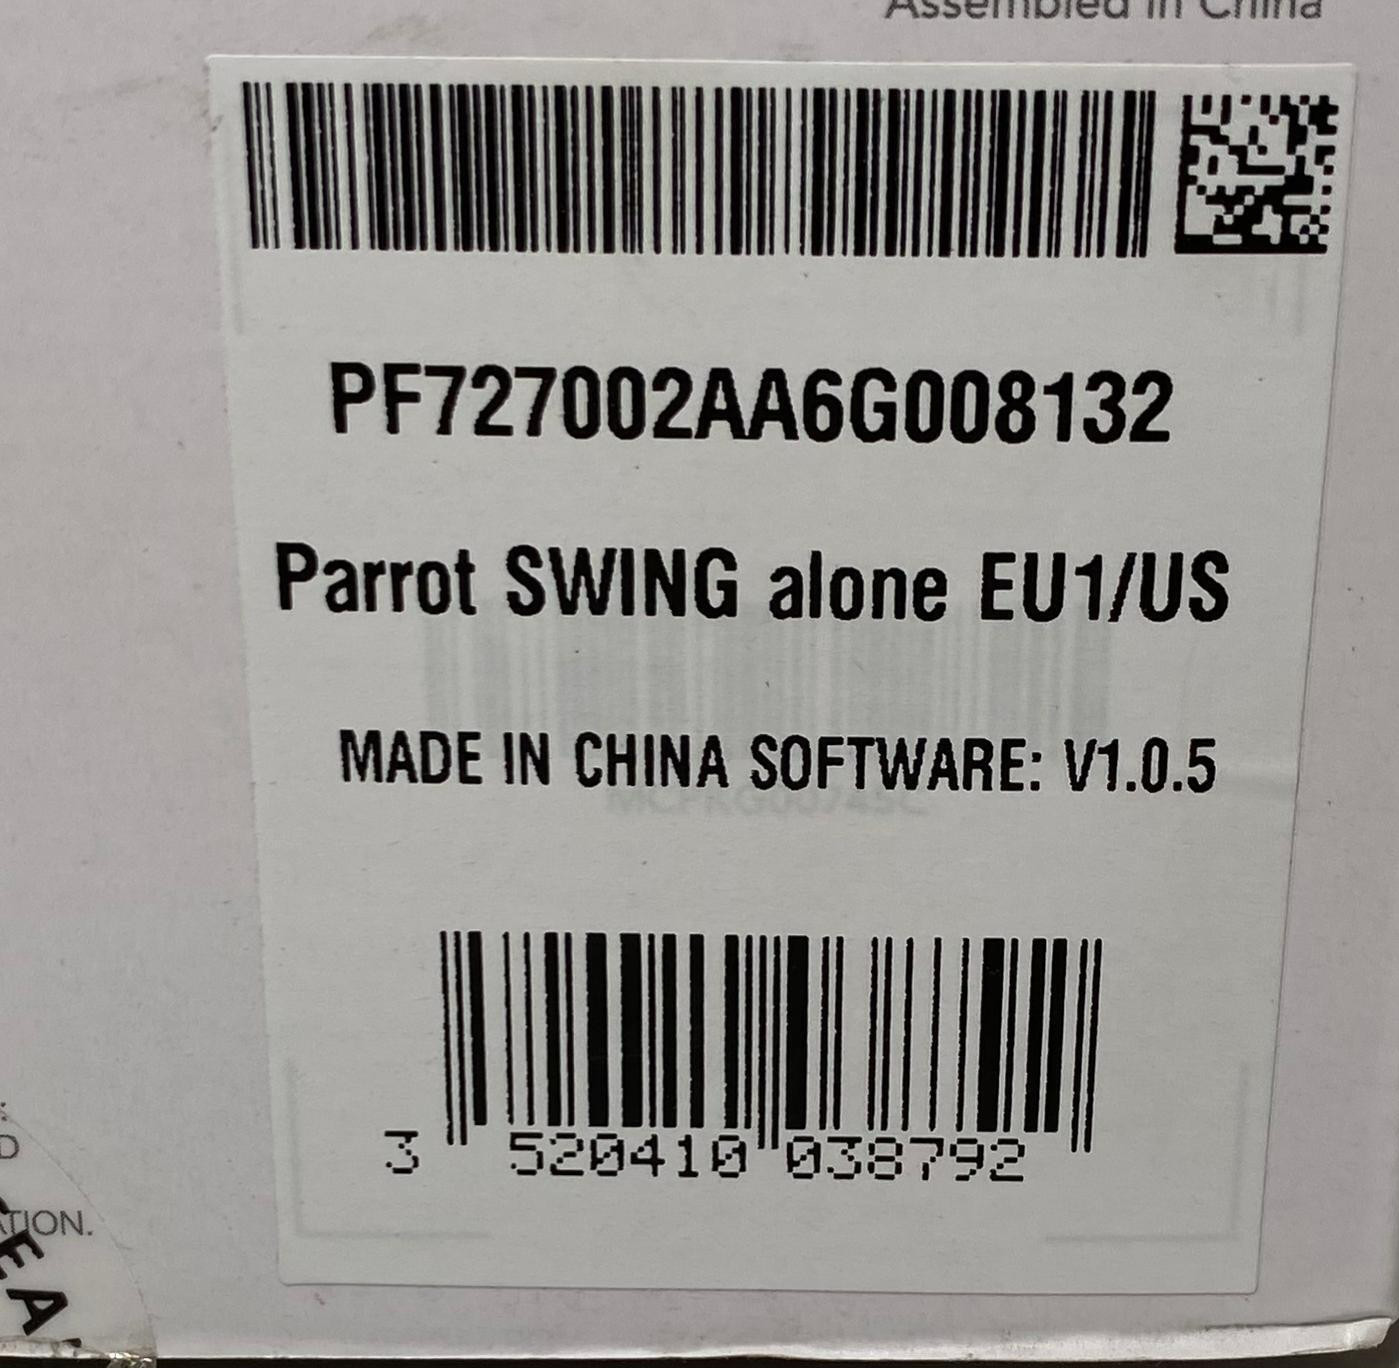 Assembled in China
PF727002AA6G008132
Parrot SWING alone EU1/US
MADE IN CHINA SOFTWARE: V1.0.5
3 520410 038792
D
ATION.
EA